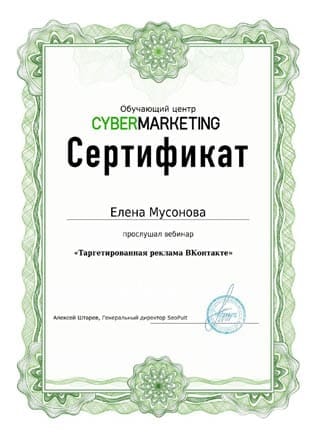 Обучающий центр
CYBERMARKETING
Сертификат
Елена Мусонова
прослушал вебинар
«Таргетированная реклама ВКонтакте»
Алексей Штарев, Генеральный директор SeoPult